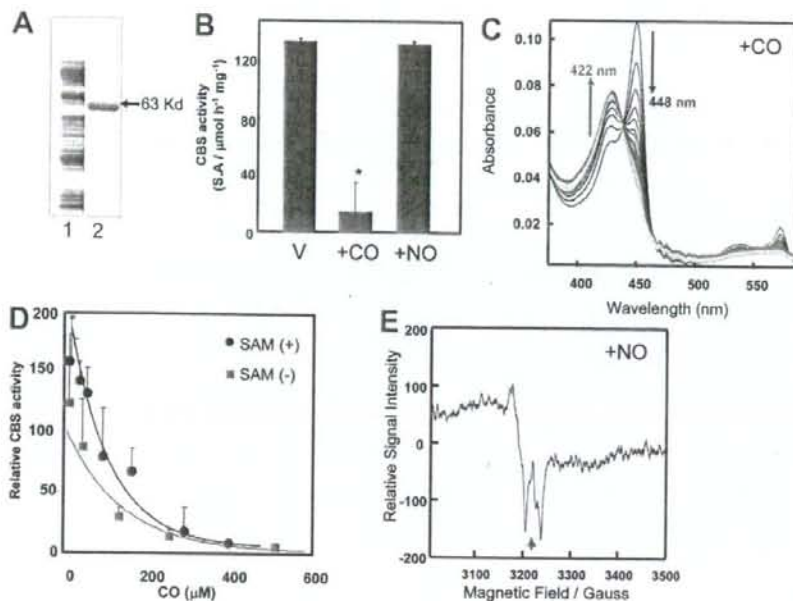 A
63 Kd
1 2
B
CBS activity
(S.A / µmol h⁻¹ mg⁻¹)
120
80
40
0
*
V +CO +NO
C
+CO
Absorbance
0.10
0.08
0.06
0.04
0.02
422 nm
448 nm
400 450 500 550
Wavelength (nm)
D
Relative CBS activity
200
150
100
50
0
SAM (+)
SAM (-)
0 200 400 600
CO (µM)
E
+NO
Relative Signal Intensity
200
100
0
-100
-200
3100 3200 3300 3400 3500
Magnetic Field / Gauss